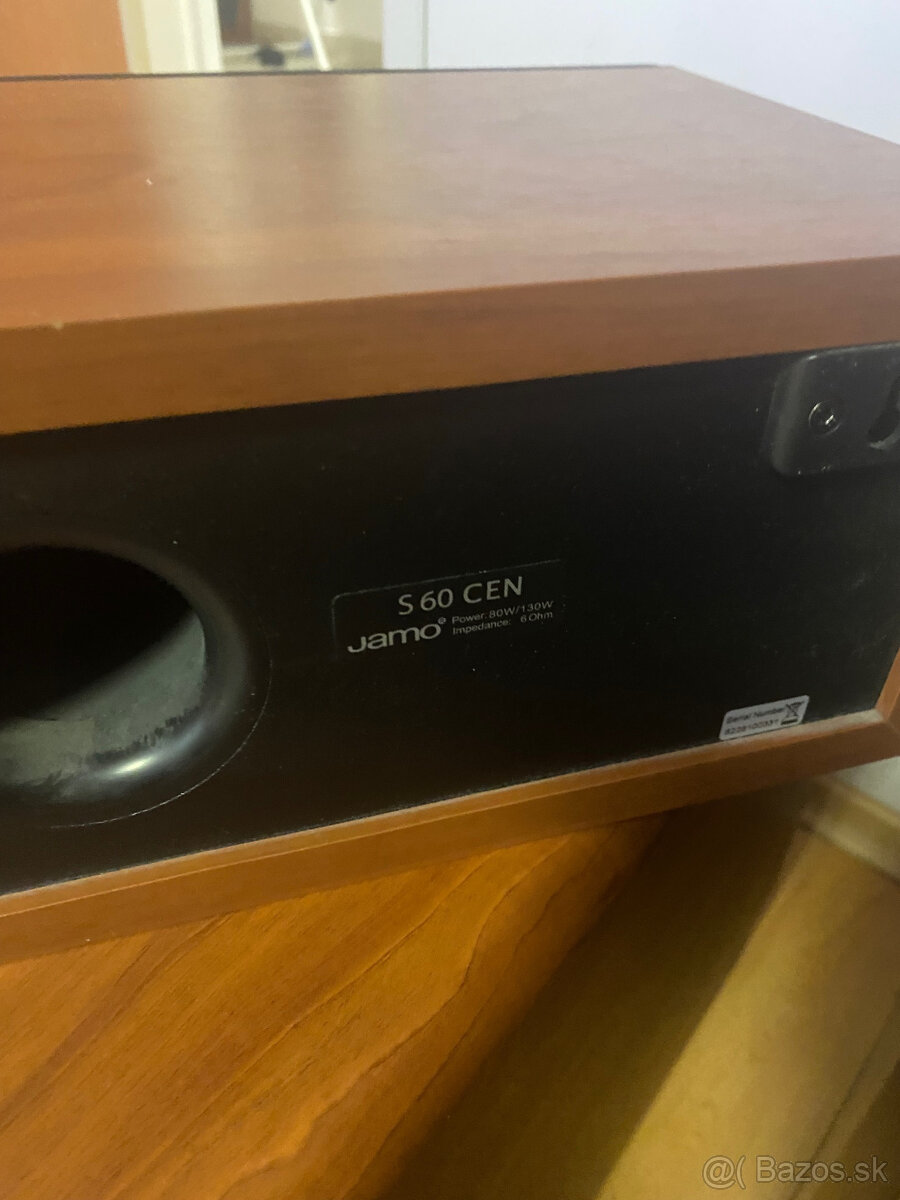 S 60 CEN
Jamo® Power: 80W/130W
Impedance: 6 Ohm
Serial Number
@( Bazos.sk